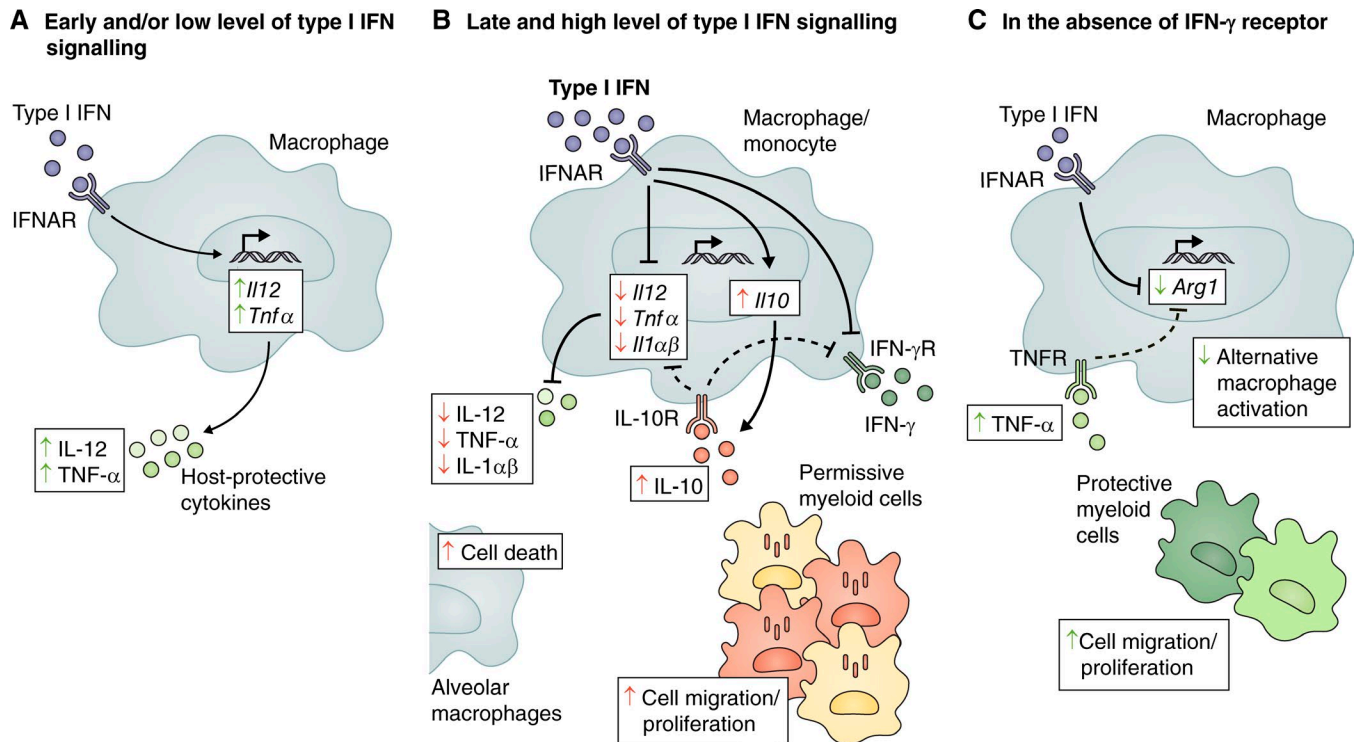 A Early and/or low level of type I IFN
signalling
Type I IFN
Macrophage
IFNAR
↑Il12
↑Tnfα
↑ IL-12
↑ TNF-α
Host-protective
cytokines
B Late and high level of type I IFN signalling
Type I IFN
Macrophage/
monocyte
IFNAR
↓ Il12
↓ Tnfα
↓ Il1αβ
↑ Il10
IFN-γR
IFN-γ
↓ IL-12
↓ TNF-α
↓ IL-1αβ
IL-10R
↑ IL-10
Permissive
myeloid cells
↑ Cell death
Alveolar
macrophages
↑ Cell migration/
proliferation
C In the absence of IFN-γ receptor
Type I IFN
Macrophage
IFNAR
↓ Arg1
TNFR
↓ Alternative
macrophage
activation
↑ TNF-α
Protective
myeloid
cells
↑Cell migration/
proliferation